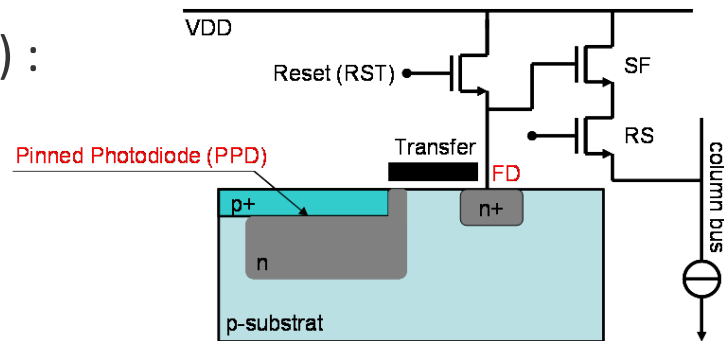 ) :
VDD
Reset (RST)
SF
RS
Transfer
Pinned Photodiode (PPD)
FD
column bus
p+
n+
n
p-substrat